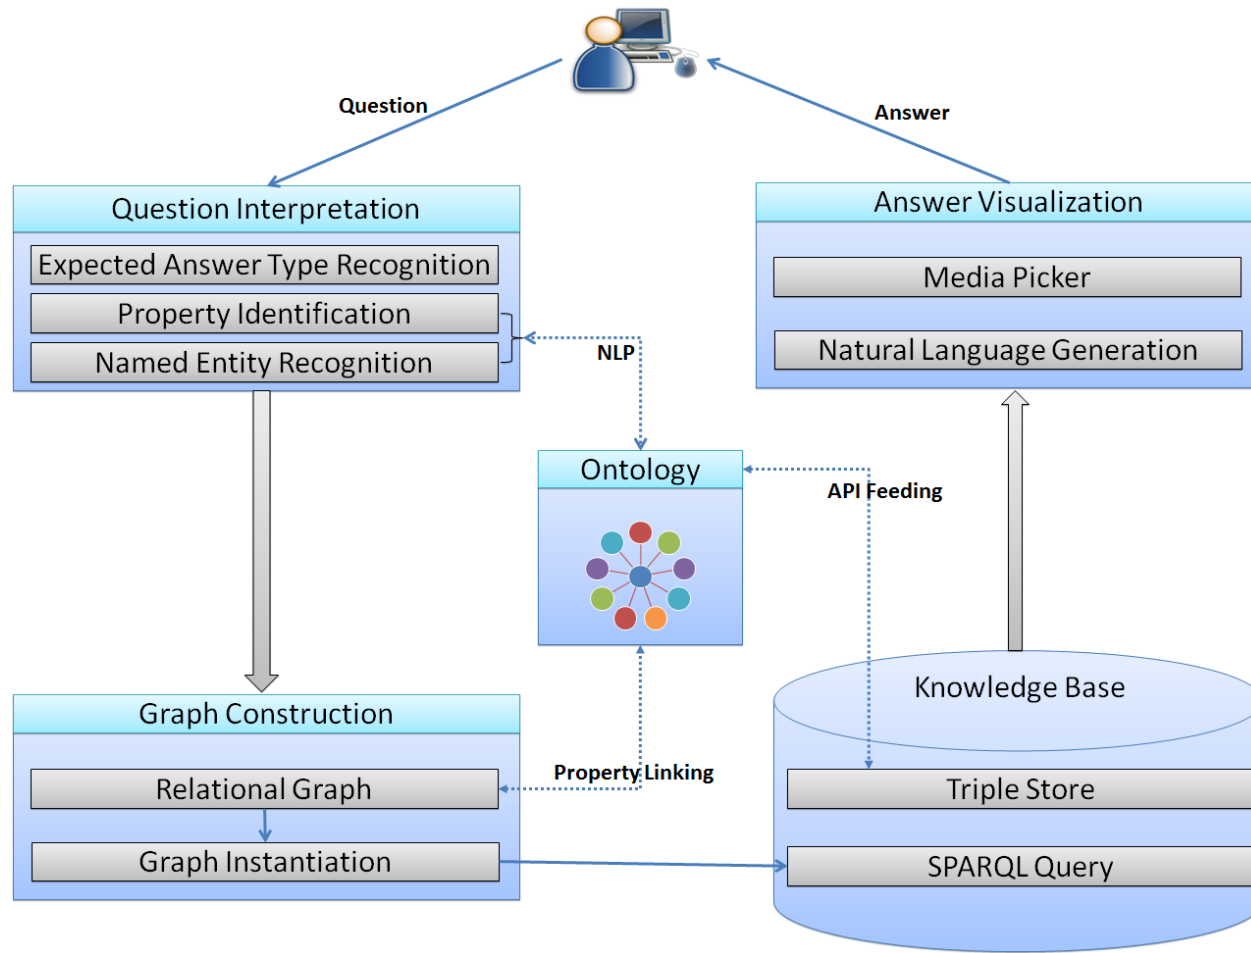 Question
Answer
Question Interpretation
Expected Answer Type Recognition
Property Identification
Named Entity Recognition
Answer Visualization
Media Picker
Natural Language Generation
NLP
Ontology
API Feeding
Graph Construction
Relational Graph
Graph Instantiation
Property Linking
Knowledge Base
Triple Store
SPARQL Query